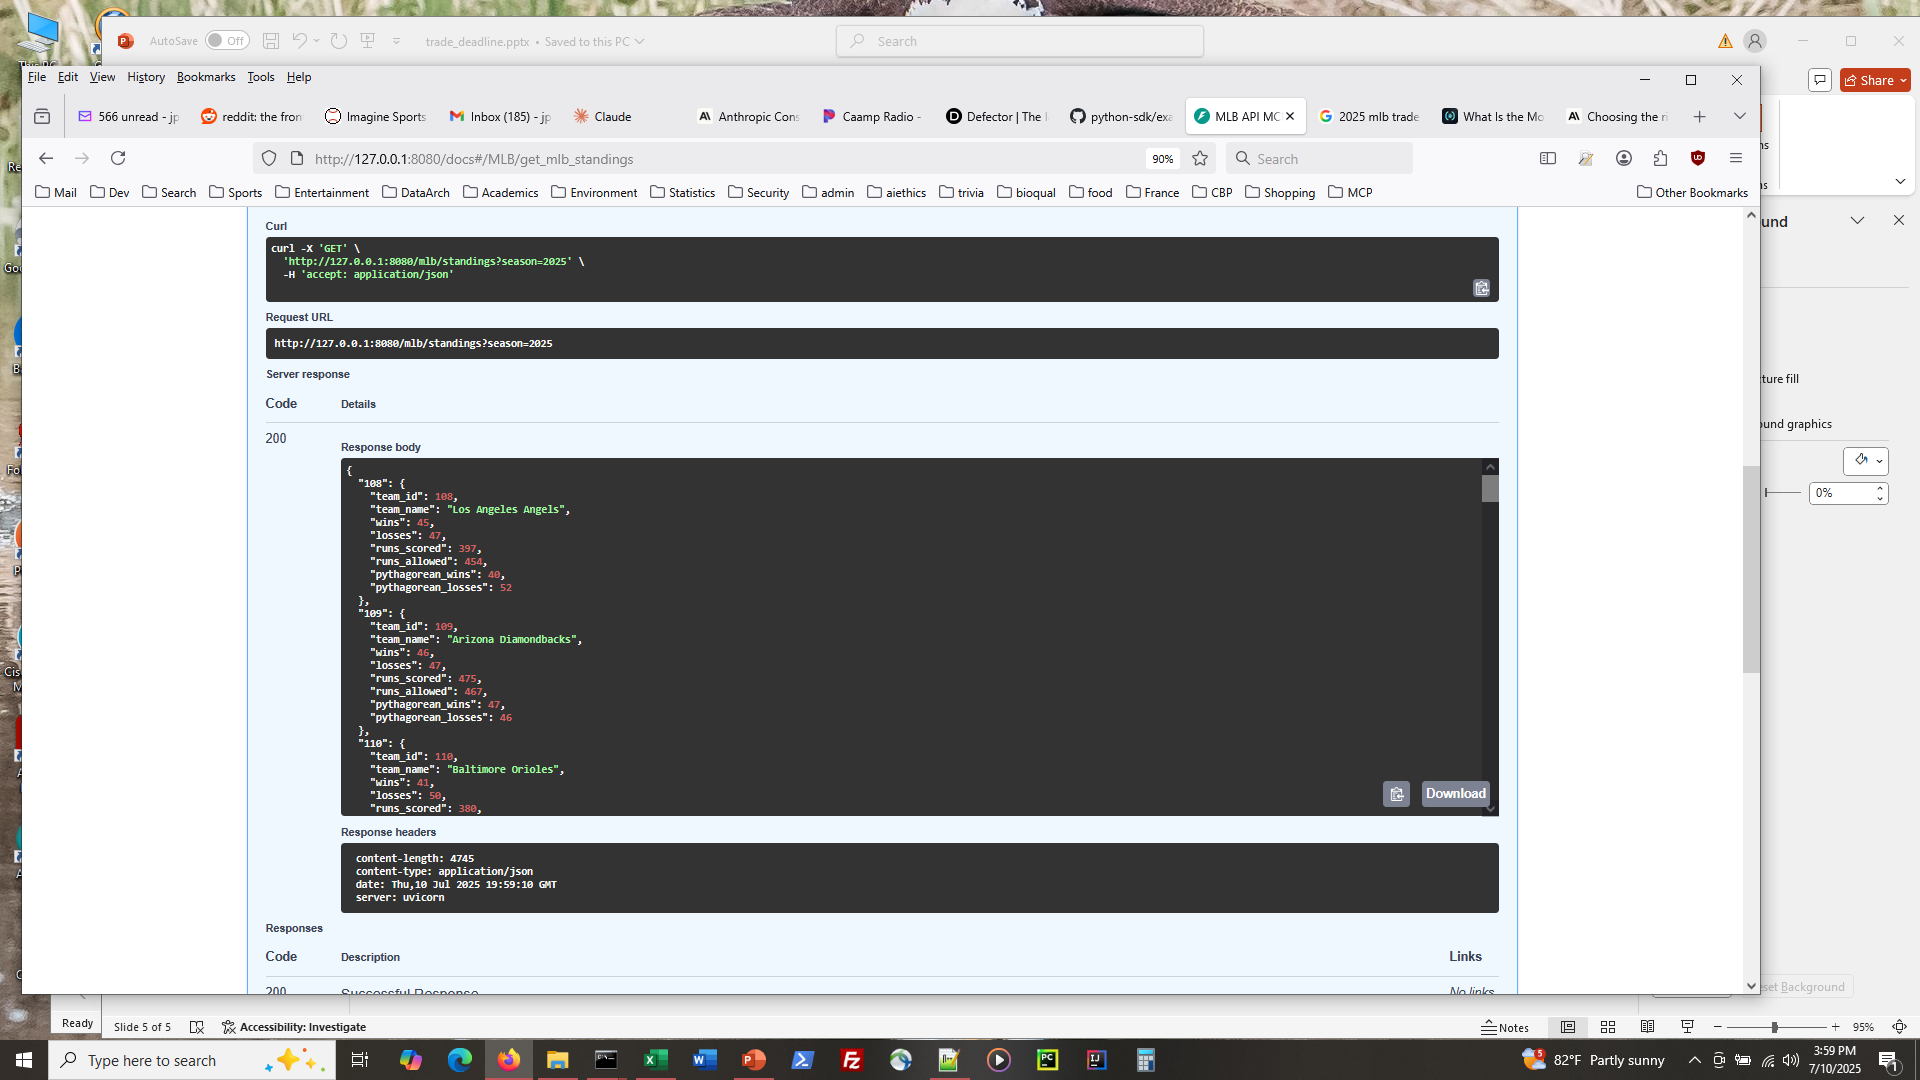 AutoSave Off trade_deadline.pptx • Saved to this PC Search
File Edit View History Bookmarks Tools Help
Share
566 unread - jp reddit: the fron Imagine Sports Inbox (185) - jp Claude Anthropic Cons Caamp Radio - Defector | The l python-sdk/exa MLB API MC 2025 mlb trade What Is the Mo Choosing the ri
http://127.0.0.1:8080/docs#/MLB/get_mlb_standings 90% Search
Mail Dev Search Sports Entertainment DataArch Academics Environment Statistics Security admin aiethics trivia bioqual food France CBP Shopping MCP Other Bookmarks
Curl
curl -X 'GET' \
'http://127.0.0.1:8080/mlb/standings?season=2025' \
-H 'accept: application/json'
Request URL
http://127.0.0.1:8080/mlb/standings?season=2025
Server response
Code Details
200
Response body
{
"108": {
"team_id": 108,
"team_name": "Los Angeles Angels",
"wins": 45,
"losses": 47,
"runs_scored": 397,
"runs_allowed": 454,
"pythagorean_wins": 40,
"pythagorean_losses": 52
},
"109": {
"team_id": 109,
"team_name": "Arizona Diamondbacks",
"wins": 46,
"losses": 47,
"runs_scored": 475,
"runs_allowed": 467,
"pythagorean_wins": 47,
"pythagorean_losses": 46
},
"110": {
"team_id": 110,
"team_name": "Baltimore Orioles",
"wins": 41,
"losses": 50,
"runs_scored": 380,
Download
Response headers
content-length: 4745
content-type: application/json
date: Thu,10 Jul 2025 19:59:10 GMT
server: uvicorn
Responses
Code Description Links
200 Successful Response No links
und
ture fill
ound graphics
0%
eset Background
Ready Slide 5 of 5 Accessibility: Investigate Notes 95%
Type here to search 82°F Partly sunny 3:59 PM
7/10/2025